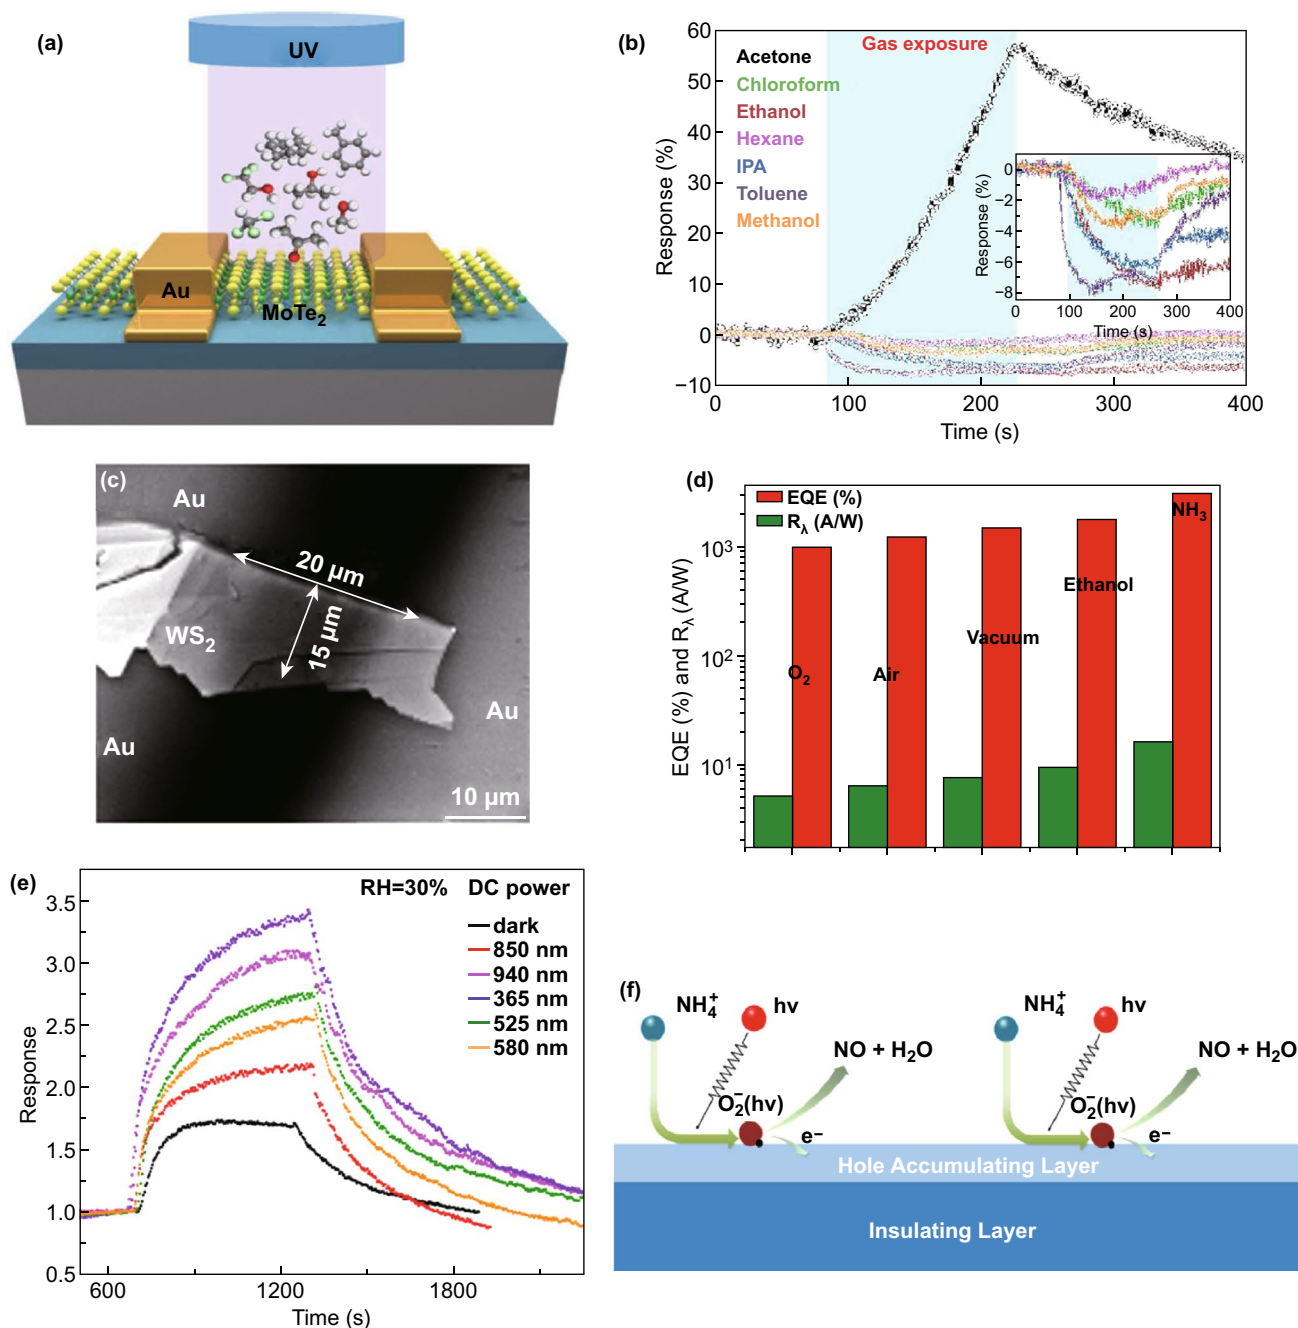 (a)
UV
Au
MoTe2
(b)
Gas exposure
Acetone
Chloroform
Ethanol
Hexane
IPA
Toluene
Methanol
Response (%)
60
50
40
30
20
10
0
−10
0 100 200 300 400
Time (s)
Response (%)
0
−2
−4
−6
−8
0 100 200 300 400
Time (s)
(c)
Au
20 µm
15 µm
WS2
Au
Au
10 µm
(d)
EQE (%)
Rλ (A/W)
EQE (%) and Rλ (A/W)
10³
10²
10¹
O2
Air
Vacuum
Ethanol
NH3
(e)
RH=30% DC power
dark
850 nm
940 nm
365 nm
525 nm
580 nm
Response
3.5
3.0
2.5
2.0
1.5
1.0
0.5
600 1200 1800
Time (s)
(f)
NH4+ hv
NO + H2O
O2−(hv)
e−
NH4+ hv
NO + H2O
O2−(hv)
e−
Hole Accumulating Layer
Insulating Layer